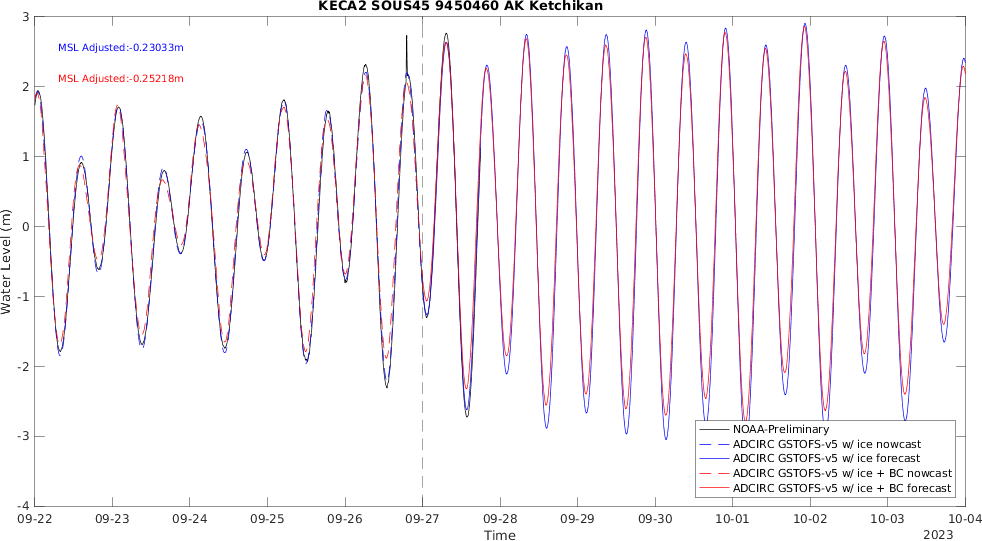 KECA2 SOUS45 9450460 AK Ketchikan
MSL Adjusted:-0.23033m
MSL Adjusted:-0.25218m
Water Level (m)
3
2
1
0
-1
-2
-3
-4
NOAA-Preliminary
ADCIRC GSTOFS-v5 w/ ice nowcast
ADCIRC GSTOFS-v5 w/ ice forecast
ADCIRC GSTOFS-v5 w/ ice + BC nowcast
ADCIRC GSTOFS-v5 w/ ice + BC forecast
09-22 09-23 09-24 09-25 09-26 09-27 09-28 09-29 09-30 10-01 10-02 10-03 10-04
Time
2023